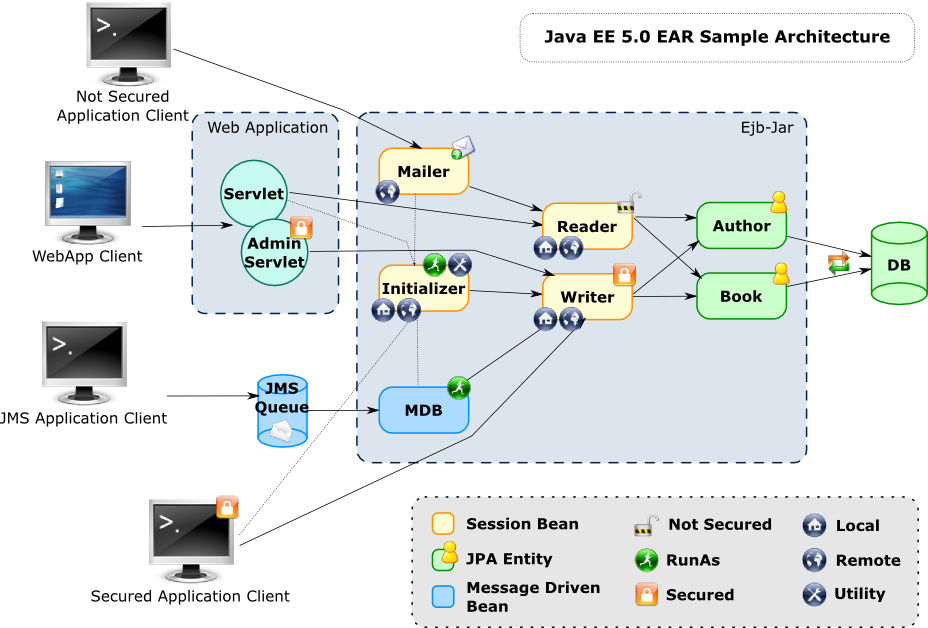 Java EE 5.0 EAR Sample Architecture
>_.
Not Secured
Application Client
Web Application
Ejb-Jar
Mailer
Servlet
Reader
Author
WebApp Client
Admin
Servlet
DB
Initializer
Writer
Book
>_.
JMS Application Client
JMS
Queue
MDB
>_.
Secured Application Client
Session Bean
Not Secured
Local
JPA Entity
RunAs
Remote
Message Driven
Bean
Secured
Utility